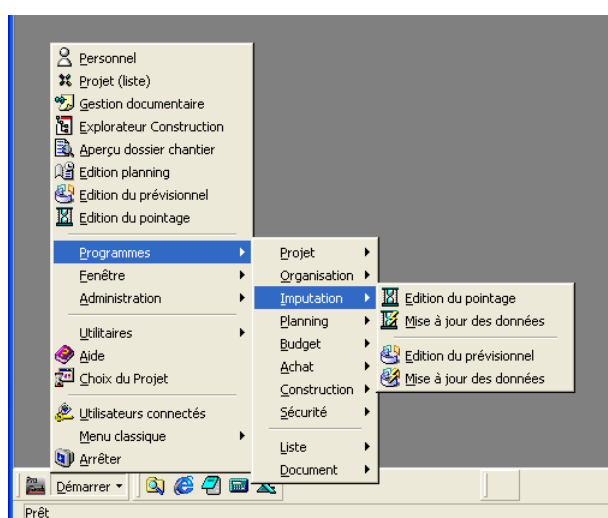 Personnel
Projet (liste)
Gestion documentaire
Explorateur Construction
Aperçu dossier chantier
Edition planning
Edition du prévisionnel
Edition du pointage
Programmes
Fenêtre
Administration
Utilitaires
Aide
Choix du Projet
Utilisateurs connectés
Menu classique
Arrêter
Projet
Organisation
Imputation
Planning
Budget
Achat
Construction
Sécurité
Liste
Document
Edition du pointage
Mise à jour des données
Edition du prévisionnel
Mise à jour des données
Démarrer
Prêt